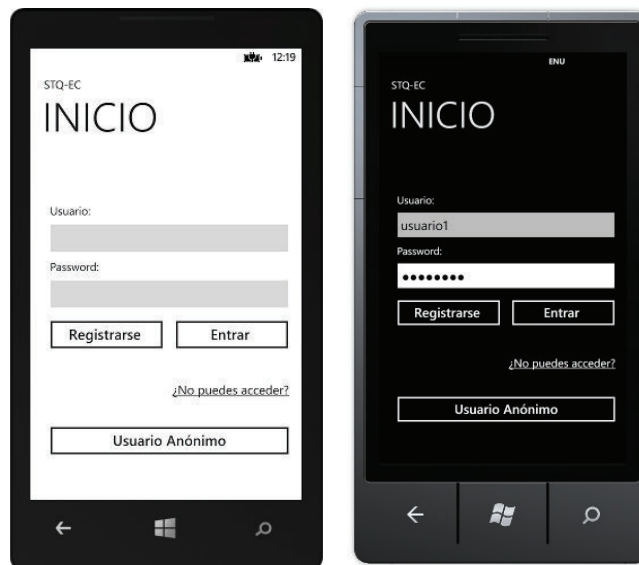 12:19
STQ-EC
INICIO
Usuario:
Password:
Registrarse Entrar
¿No puedes acceder?
Usuario Anónimo
ENU
STQ-EC
INICIO
Usuario:
usuario1
Password:
●●●●●●●●
Registrarse Entrar
¿No puedes acceder?
Usuario Anónimo